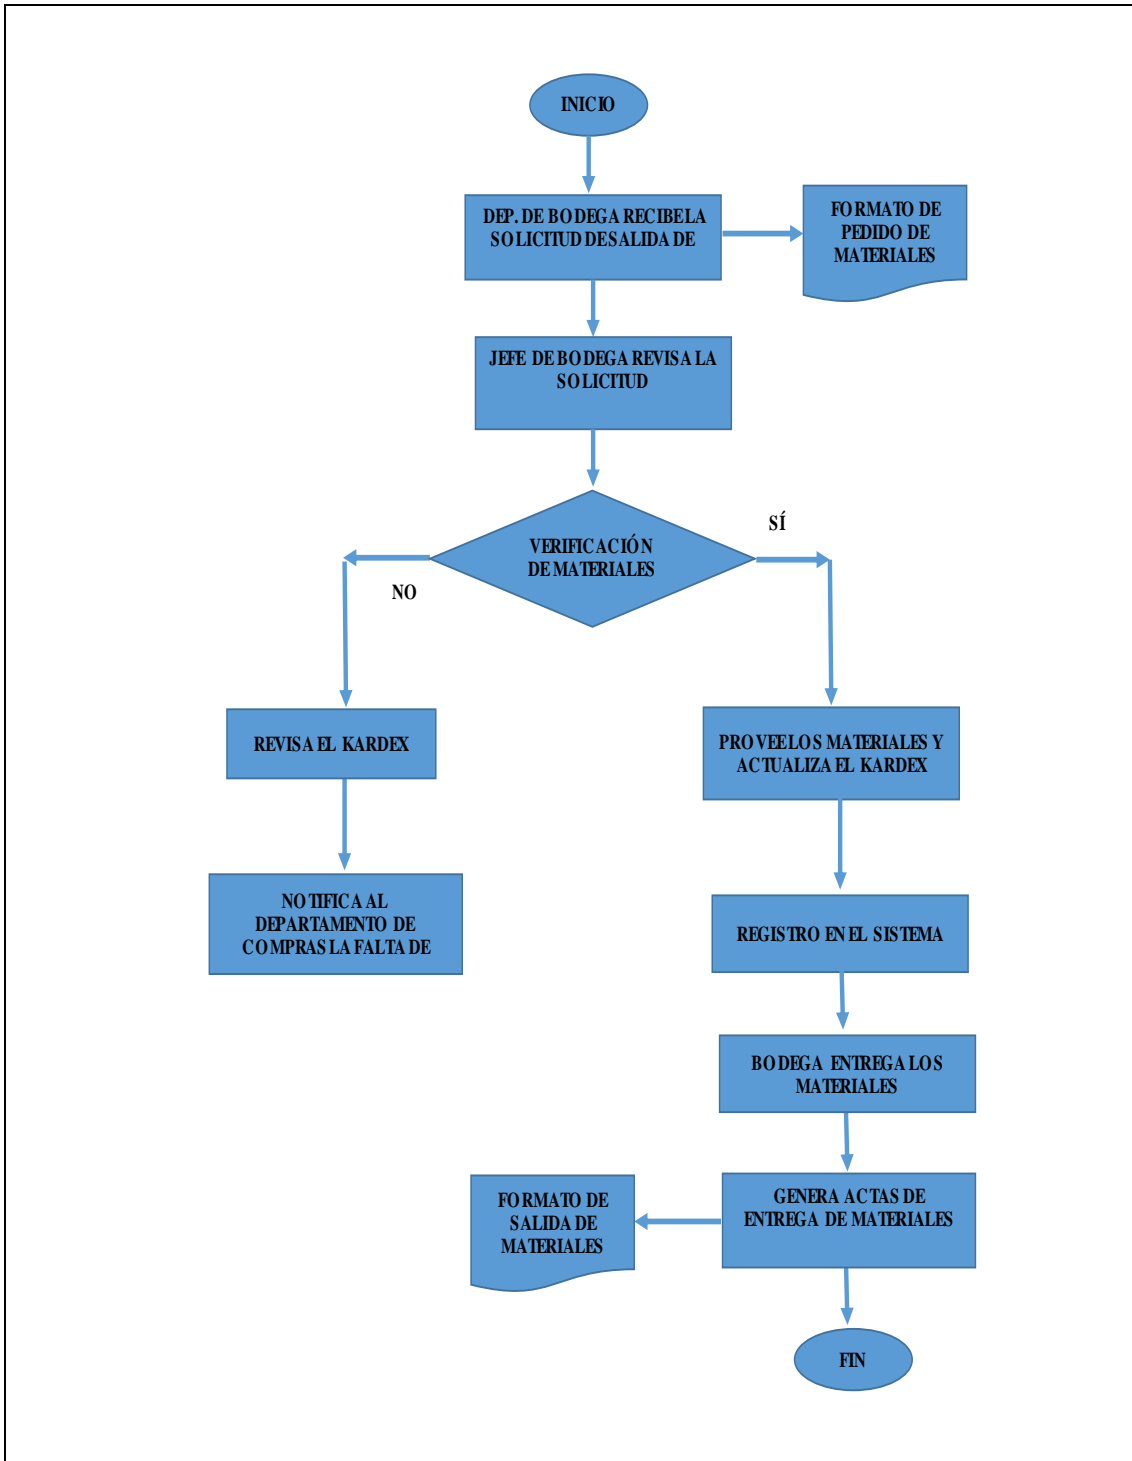 INICIO
DEP. DE BODEGA RECIBE LA
SOLICITUD DE SALIDA DE
FORMATO DE
PEDIDO DE
MATERIALES
JEFE DE BODEGA REVISA LA
SOLICITUD
VERIFICACIÓN
DE MATERIALES
SÍ
NO
REVISA EL KARDEX
PROVEE LOS MATERIALES Y
ACTUALIZA EL KARDEX
NOTIFICA AL
DEPARTAMENTO DE
COMPRAS LA FALTA DE
REGISTRO EN EL SISTEMA
BODEGA ENTREGA LOS
MATERIALES
GENERA ACTAS DE
ENTREGA DE MATERIALES
FORMATO DE
SALIDA DE
MATERIALES
FIN